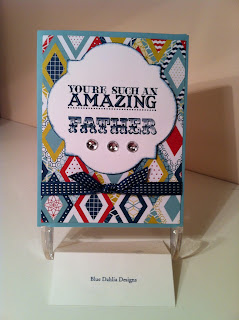 YOU'RE SUCH AN
AMAZING
FATHER
Blue Dahlia Designs